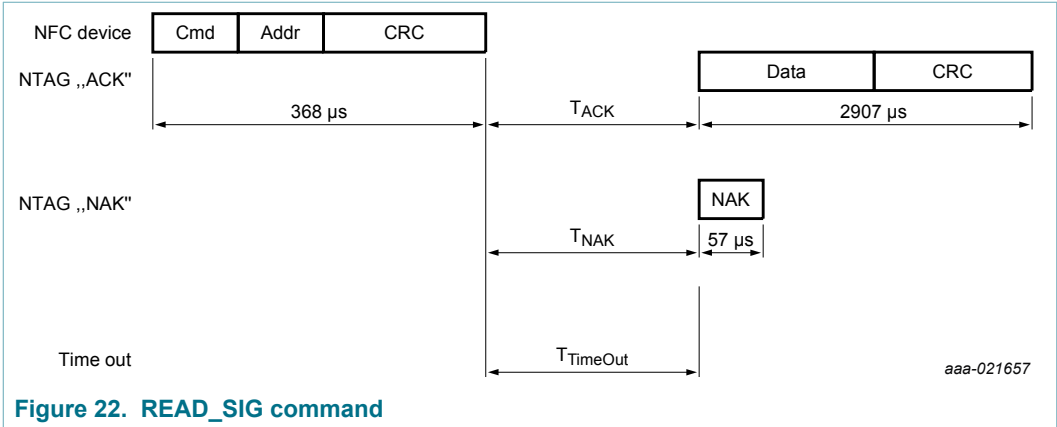 NFC device Cmd Addr CRC
NTAG ,,ACK" Data CRC
368 µs TACK 2907 µs
NTAG ,,NAK" NAK
TNAK 57 µs
Time out TTimeOut aaa-021657
Figure 22. READ_SIG command